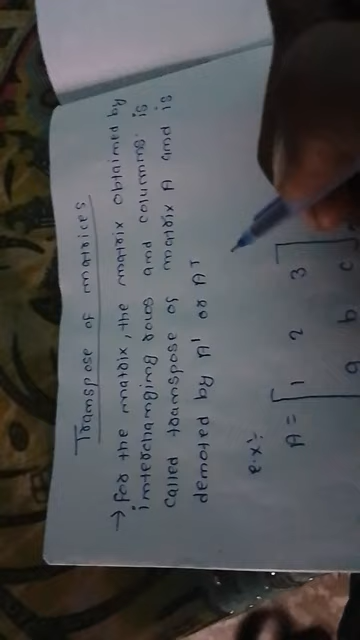 Transpose of matrices
→ for the matrix, the matrix obtained by
interchanging rows and columns. is
called transpose of matrix A and is
denoted by A' or Aᵀ
e.x:-
A = [ 1 2 3 ]
a b c